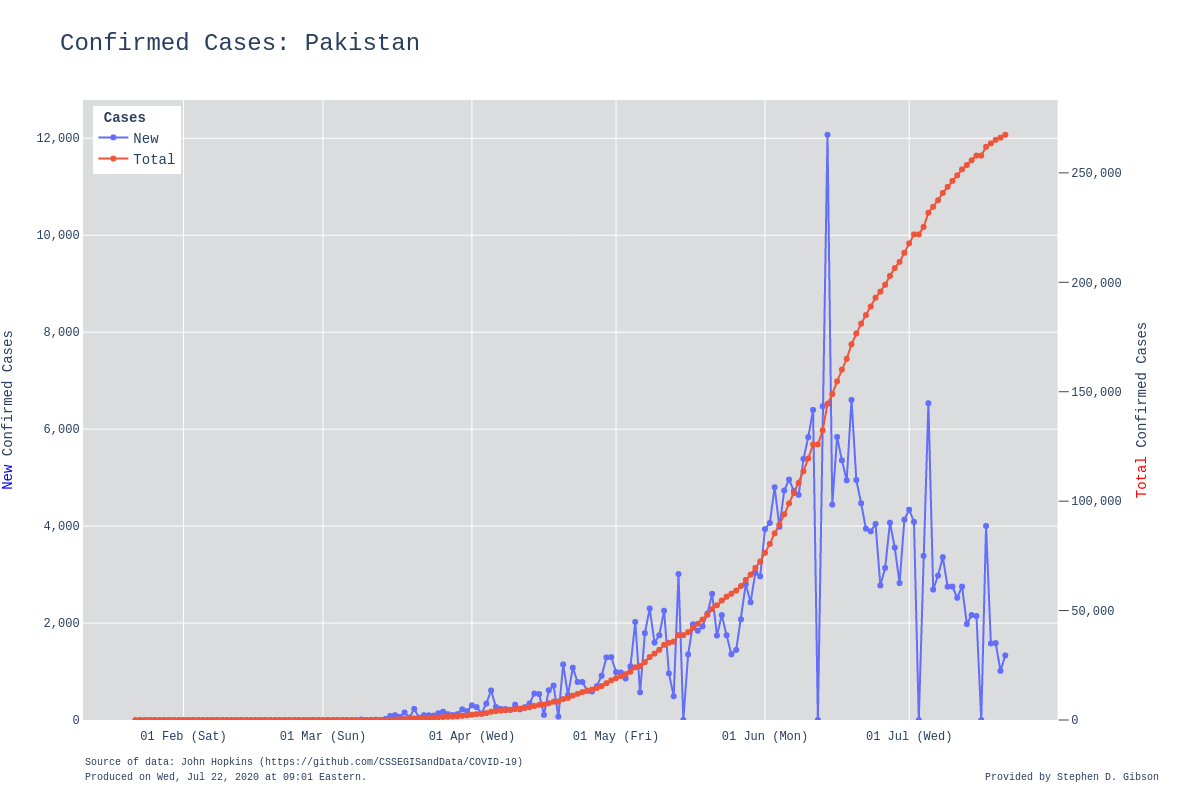 Confirmed Cases: Pakistan
Cases
New
Total
12,000
10,000
8,000
6,000
4,000
2,000
0
New Confirmed Cases
250,000
200,000
150,000
100,000
50,000
0
Total Confirmed Cases
01 Feb (Sat) 01 Mar (Sun) 01 Apr (Wed) 01 May (Fri) 01 Jun (Mon) 01 Jul (Wed)
Source of data: John Hopkins (https://github.com/CSSEGISandData/COVID-19)
Produced on Wed, Jul 22, 2020 at 09:01 Eastern.
Provided by Stephen D. Gibson